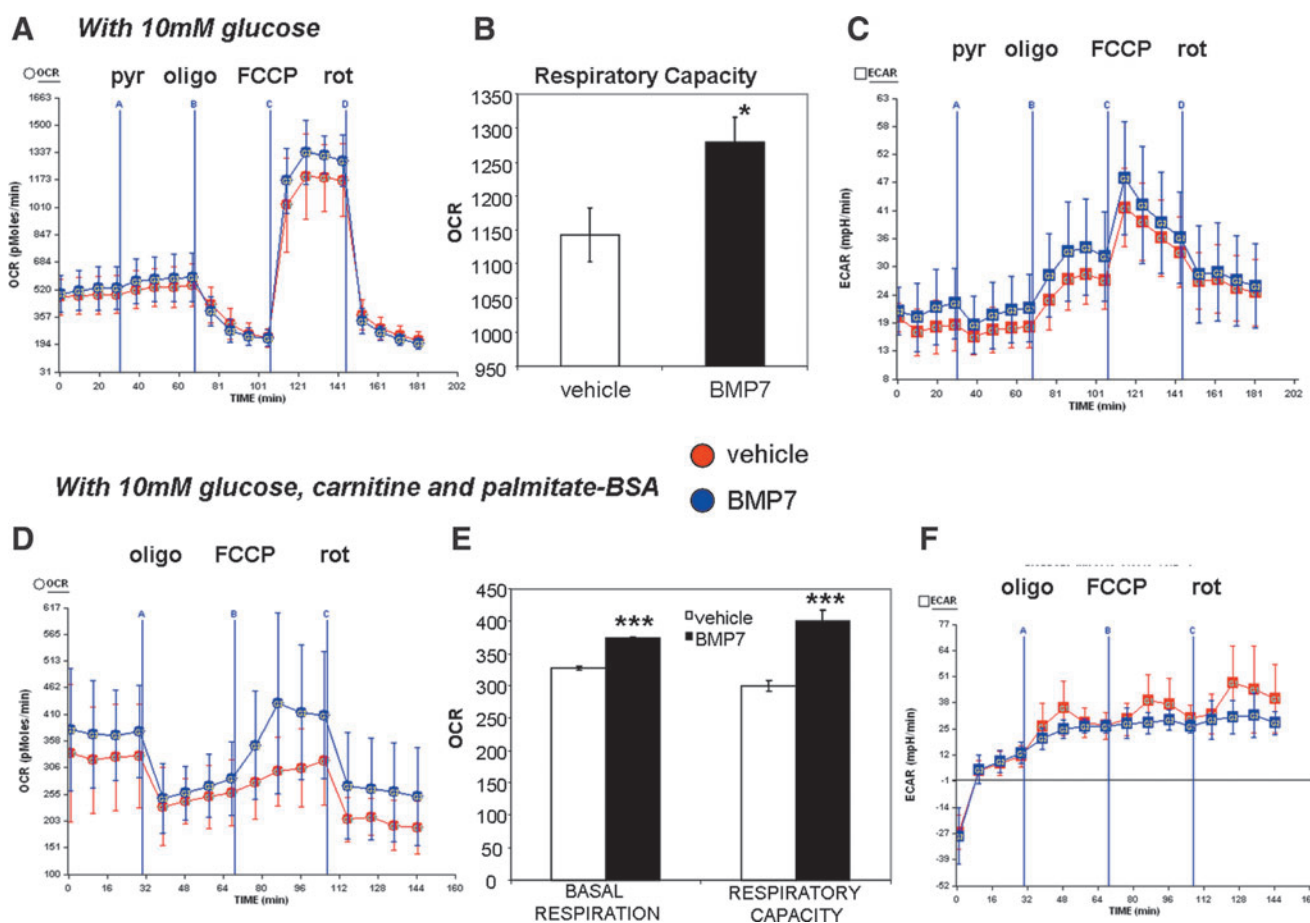 A With 10mM glucose
OCR
pyr oligo FCCP rot
A B C D
OCR (pMoles/min)
1663
1500
1337
1173
1010
847
684
520
357
194
31
0 20 40 60 81 101 121 141 161 181 202
TIME (min)
B
Respiratory Capacity
OCR
1350
1300
1250
1200
1150
1100
1050
1000
950
*
vehicle BMP7
C
ECAR
pyr oligo FCCP rot
A B C D
ECAR (mpH/min)
63
58
52
47
41
36
30
24
19
13
8
0 20 40 60 81 101 121 141 161 181 202
TIME (min)
vehicle
BMP7
With 10mM glucose, carnitine and palmitate-BSA
D
OCR
oligo FCCP rot
A B C
OCR (pMoles/min)
617
565
513
462
410
358
306
255
203
151
100
0 16 32 48 64 80 96 112 128 144 160
TIME (min)
E
OCR
450
400
350
300
250
200
150
100
50
0
*** ***
vehicle
BMP7
BASAL RESPIRATION
RESPIRATORY CAPACITY
F
ECAR
oligo FCCP rot
A B C
ECAR (mpH/min)
77
64
51
38
25
12
-1
-14
-27
-39
-52
0 16 32 48 64 80 96 112 128 144
TIME (min)